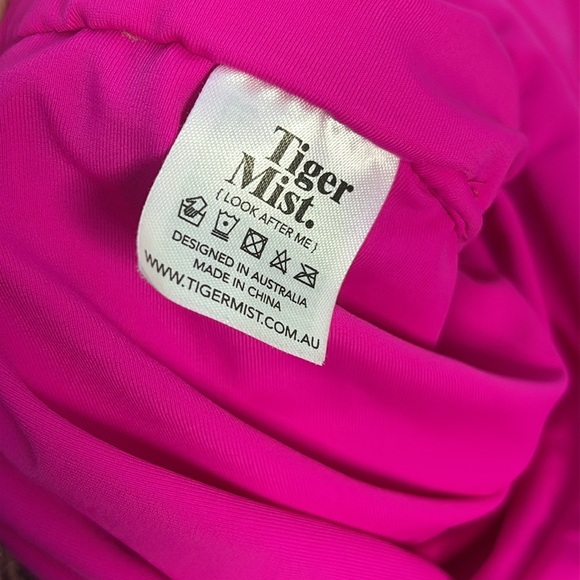 Tiger
Mist.
{ LOOK AFTER ME }
DESIGNED IN AUSTRALIA
MADE IN CHINA
WWW.TIGERMIST.COM.AU